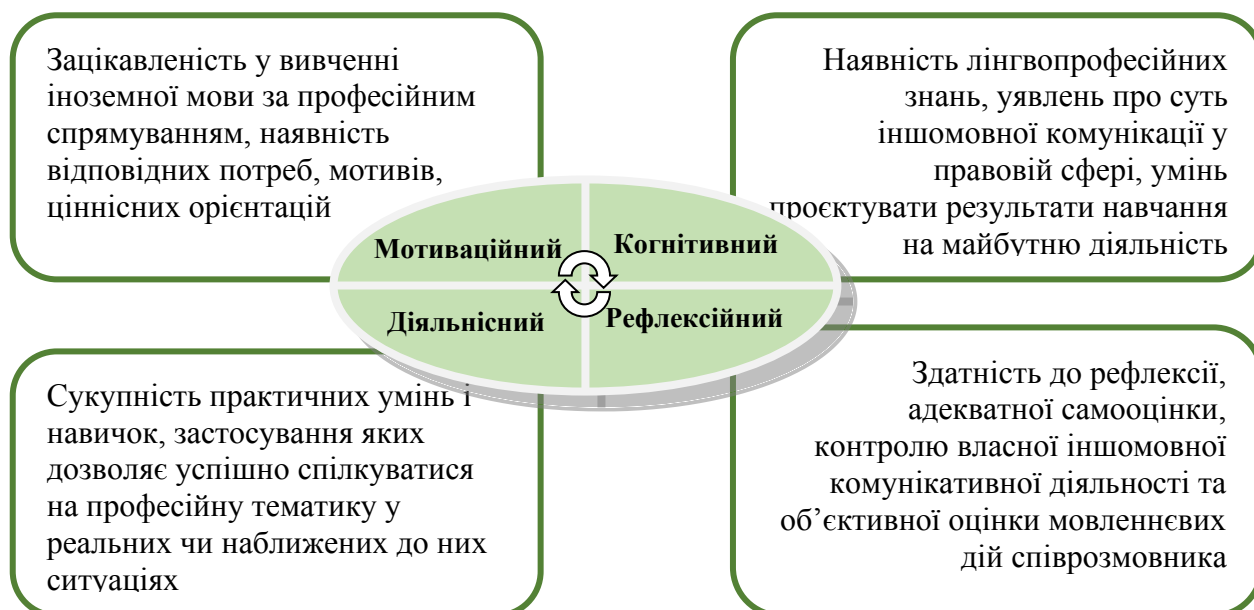 Зацікавленість у вивченні
іноземної мови за професійним
спрямуванням, наявність
відповідних потреб, мотивів,
ціннісних орієнтацій
Наявність лінгвопрофесійних
знань, уявлень про суть
іншомовної комунікації у
правовій сфері, умінь
проєктувати результати навчання
на майбутню діяльність
Мотиваційний
Когнітивний
Діяльнісний
Рефлексійний
Сукупність практичних умінь і
навичок, застосування яких
дозволяє успішно спілкуватися
на професійну тематику у
реальних чи наближених до них
ситуаціях
Здатність до рефлексії,
адекватної самооцінки,
контролю власної іншомовної
комунікативної діяльності та
об’єктивної оцінки мовленнєвих
дій співрозмовника